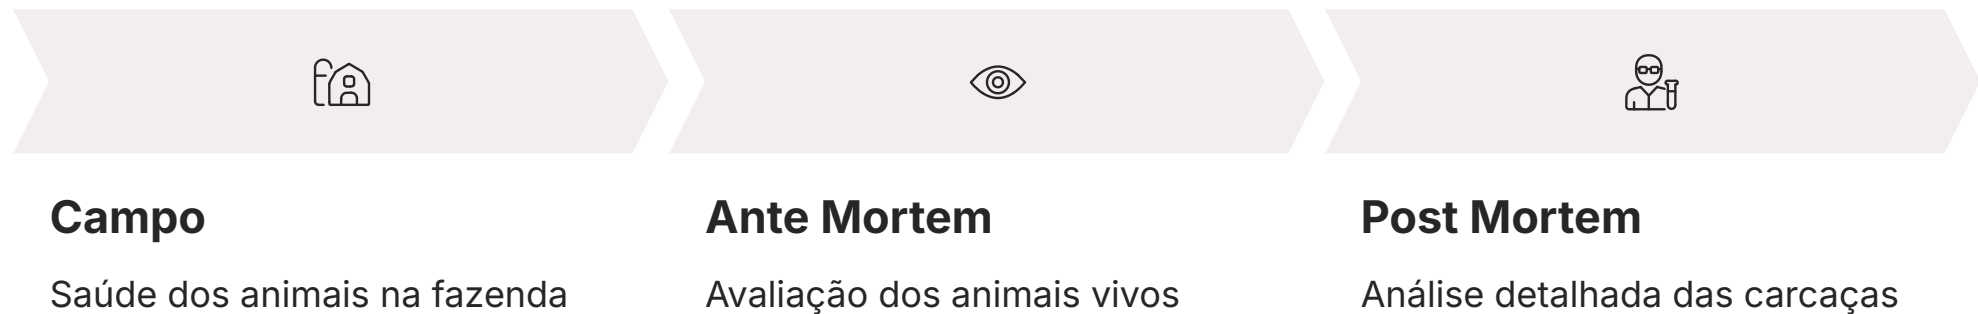 Campo
Saúde dos animais na fazenda
Ante Mortem
Avaliação dos animais vivos
Post Mortem
Análise detalhada das carcaças